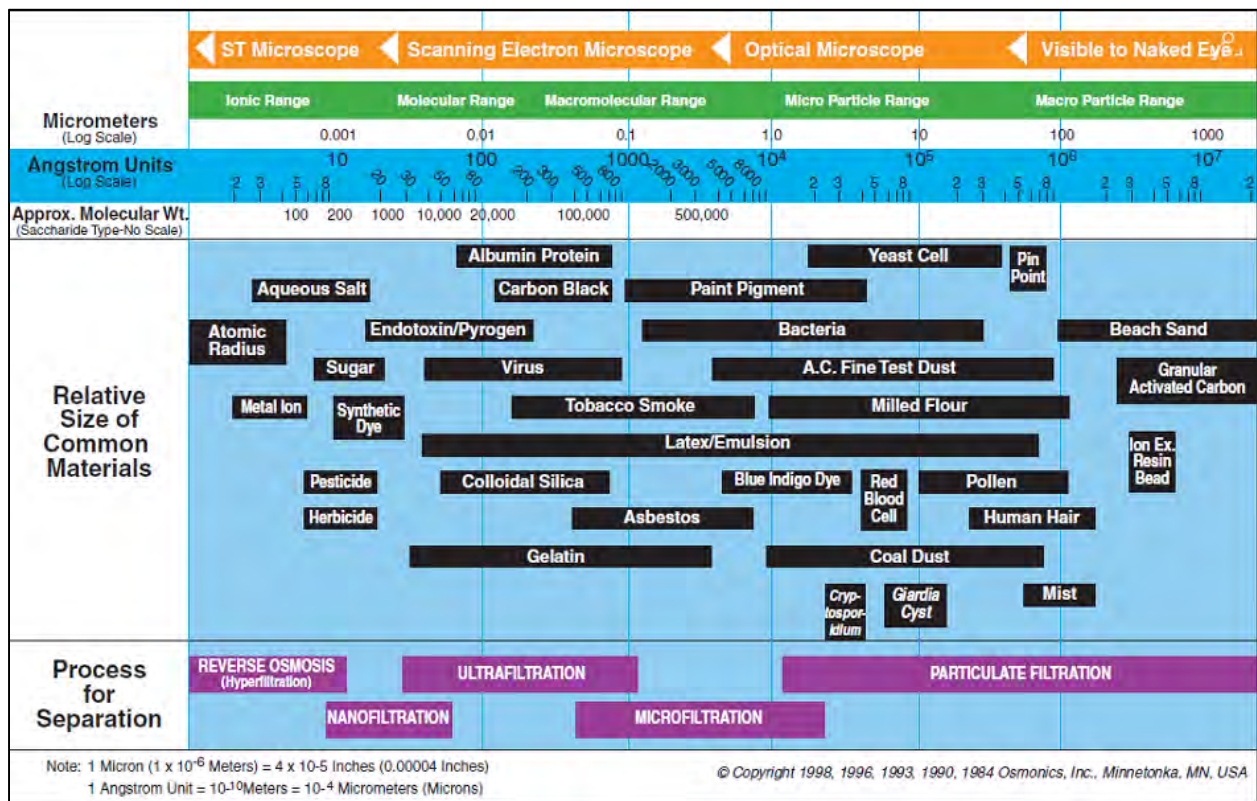 ST Microscope Scanning Electron Microscope Optical Microscope Visible to Naked Eye
Ionic Range Molecular Range Macromolecular Range Micro Particle Range Macro Particle Range
Micrometers
(Log Scale)
0.001 0.01 0.1 1.0 10 100 1000
Angstrom Units
(Log Scale)
10 100 1000 10⁴ 10⁵ 10⁶ 10⁷
2 3 5 8 20 30 50 80 200 300 500 800 2000 3000 5000 8000 2 3 5 8 2 3 5 8 2 3 5 8 2
Approx. Molecular Wt.
(Saccharide Type-No Scale)
100 200 1000 10,000 20,000 100,000 500,000
Relative
Size of
Common
Materials
Albumin Protein Yeast Cell Pin
Point
Aqueous Salt Carbon Black Paint Pigment
Atomic
Radius
Endotoxin/Pyrogen Bacteria Beach Sand
Sugar Virus A.C. Fine Test Dust Granular
Activated Carbon
Metal Ion Synthetic
Dye
Tobacco Smoke Milled Flour
Latex/Emulsion Ion Ex.
Resin
Bead
Pesticide Colloidal Silica Blue Indigo Dye Red
Blood
Cell
Pollen
Herbicide Asbestos Human Hair
Gelatin Coal Dust
Cryp-
tospor-
idium
Giardia
Cyst
Mist
Process
for
Separation
REVERSE OSMOSIS
(Hyperfiltration)
ULTRAFILTRATION PARTICULATE FILTRATION
NANOFILTRATION MICROFILTRATION
Note: 1 Micron (1 x 10⁻⁶ Meters) = 4 x 10-5 Inches (0.00004 Inches)
1 Angstrom Unit = 10⁻¹⁰Meters = 10⁻⁴ Micrometers (Microns)
© Copyright 1998, 1996, 1993, 1990, 1984 Osmonics, Inc., Minnetonka, MN, USA